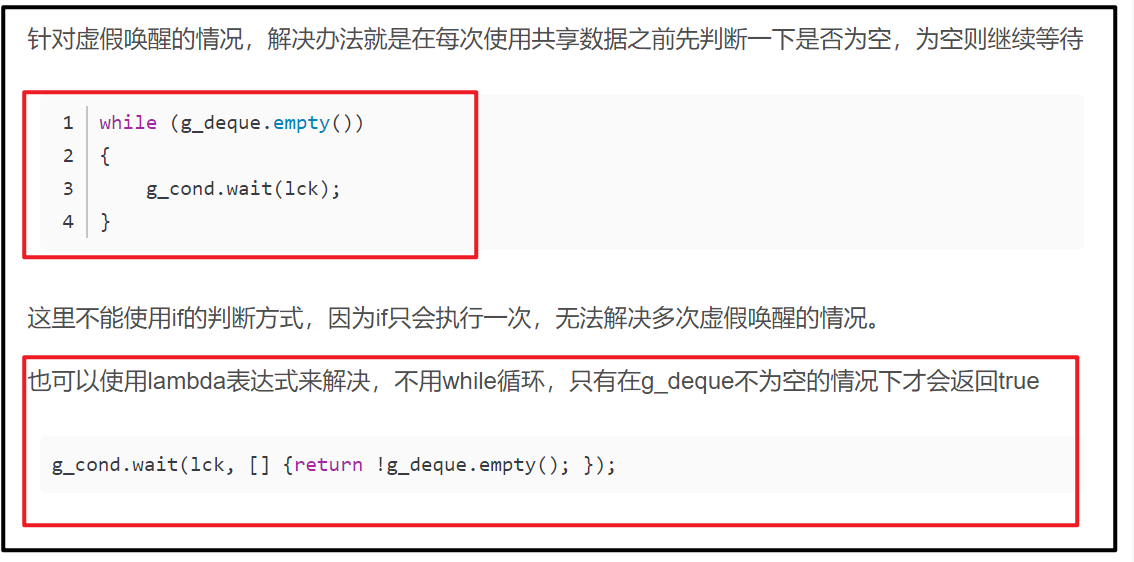 针对虚假唤醒的情况，解决办法就是在每次使用共享数据之前先判断一下是否为空，为空则继续等待
1 while (g_deque.empty())
2 {
3     g_cond.wait(lck);
4 }
这里不能使用if的判断方式，因为if只会执行一次，无法解决多次虚假唤醒的情况。
也可以使用lambda表达式来解决，不用while循环，只有在g_deque不为空的情况下才会返回true
g_cond.wait(lck, [] {return !g_deque.empty(); });